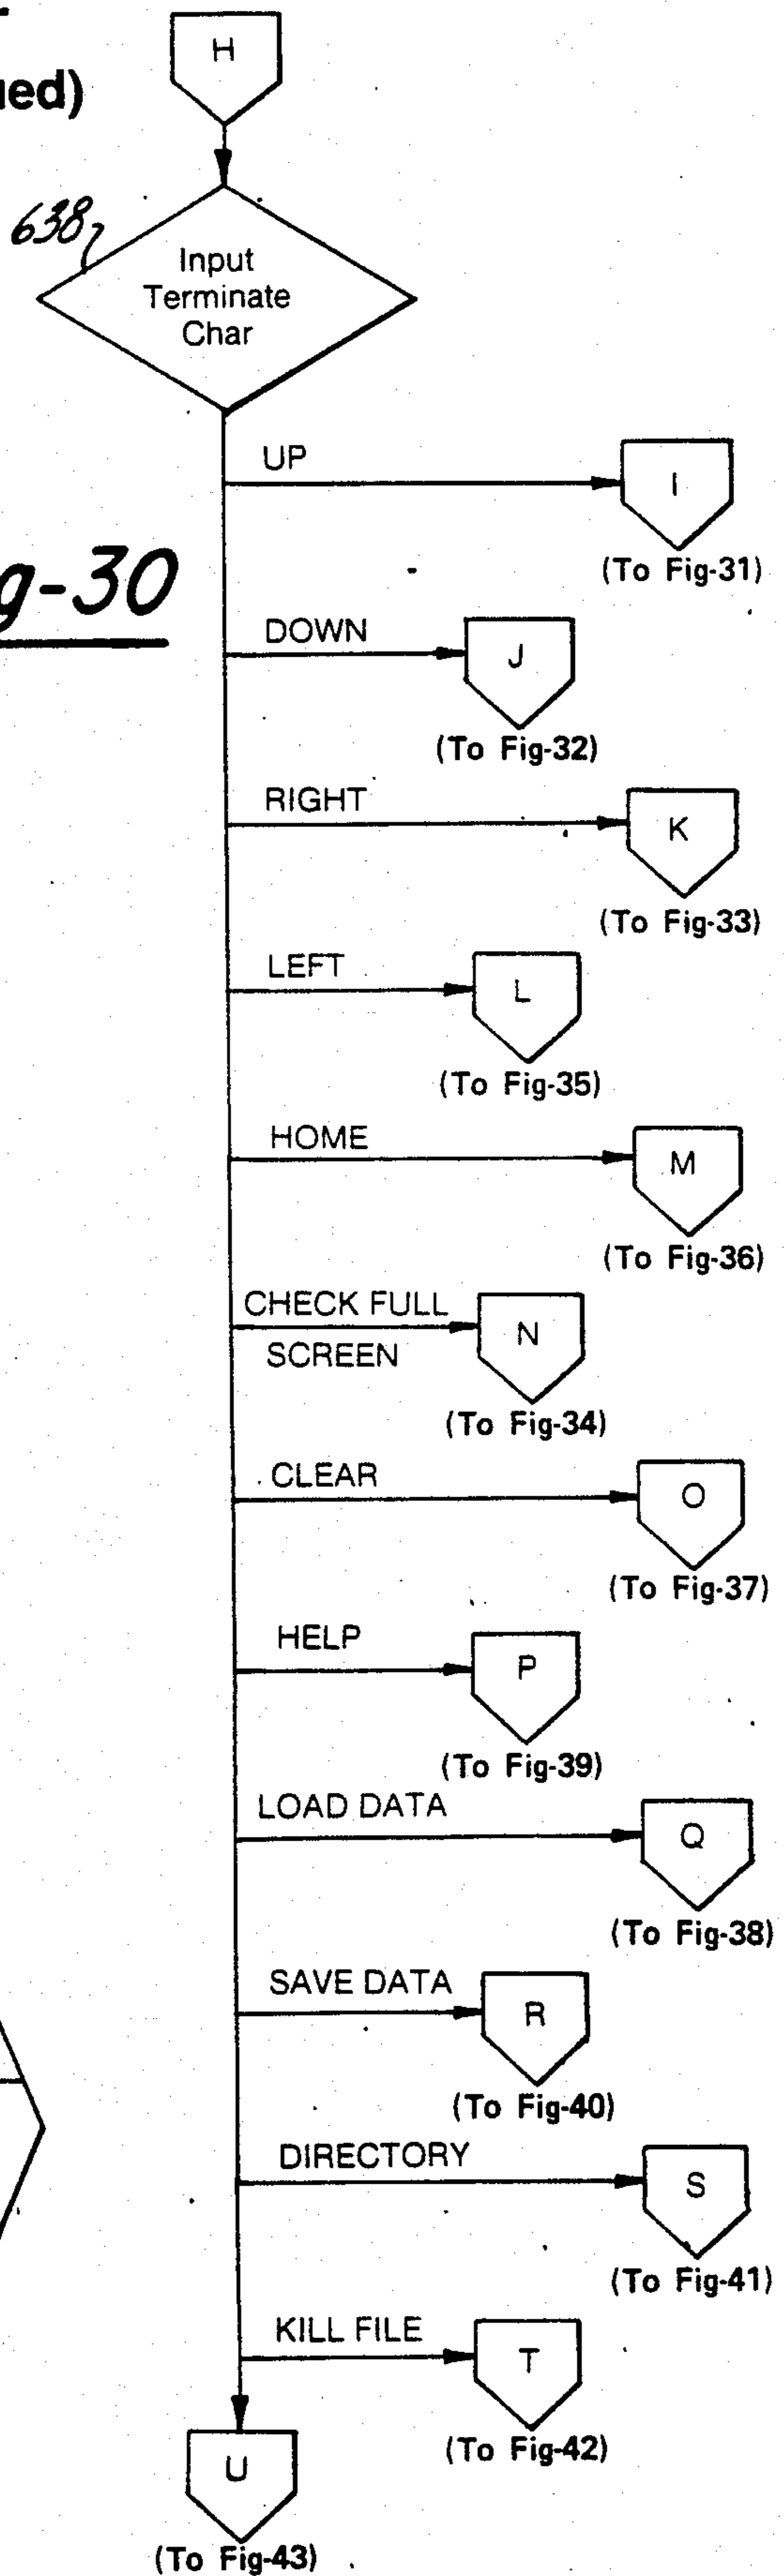 ued)
H
638
Input
Terminate
Char
UP
I
(To Fig-31)
g-30
DOWN
J
(To Fig-32)
RIGHT
K
(To Fig-33)
LEFT
L
(To Fig-35)
HOME
M
(To Fig-36)
CHECK FULL
SCREEN
N
(To Fig-34)
CLEAR
O
(To Fig-37)
HELP
P
(To Fig-39)
LOAD DATA
Q
(To Fig-38)
SAVE DATA
R
(To Fig-40)
DIRECTORY
S
(To Fig-41)
KILL FILE
T
(To Fig-42)
U
(To Fig-43)